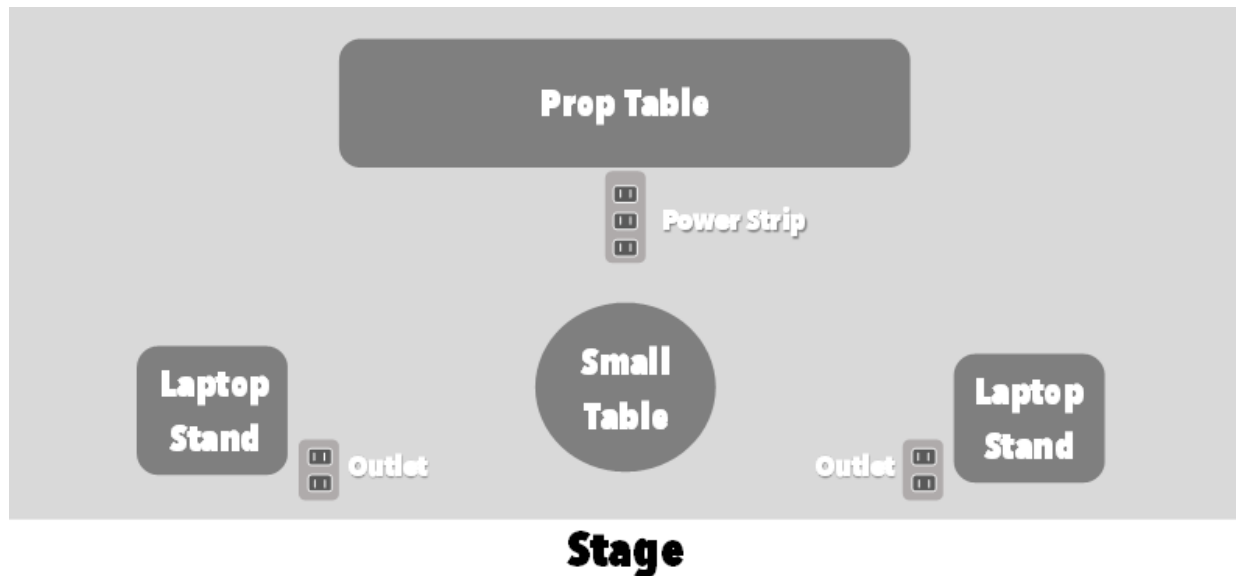 Prop Table
Power Strip
Small
Table
Laptop
Stand
Outlet
Outlet
Laptop
Stand
Stage